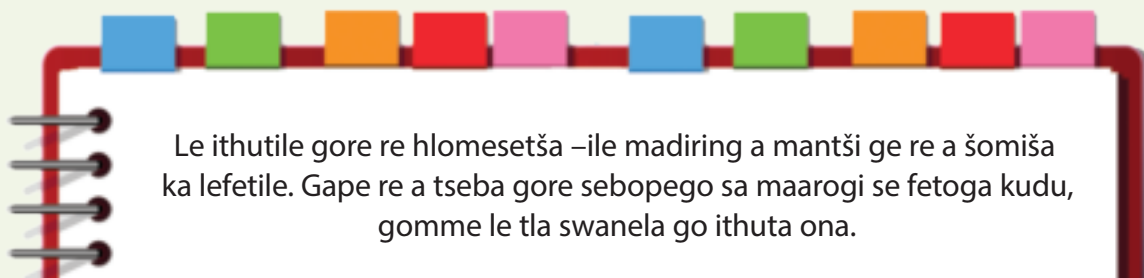 Le ithutile gore re hlomesetša –ile madiring a mantši ge re a šomiša
ka lefetile. Gape re a tseba gore sebopego sa maarogi se fetoga kudu,
gomme le tla swanela go ithuta ona.